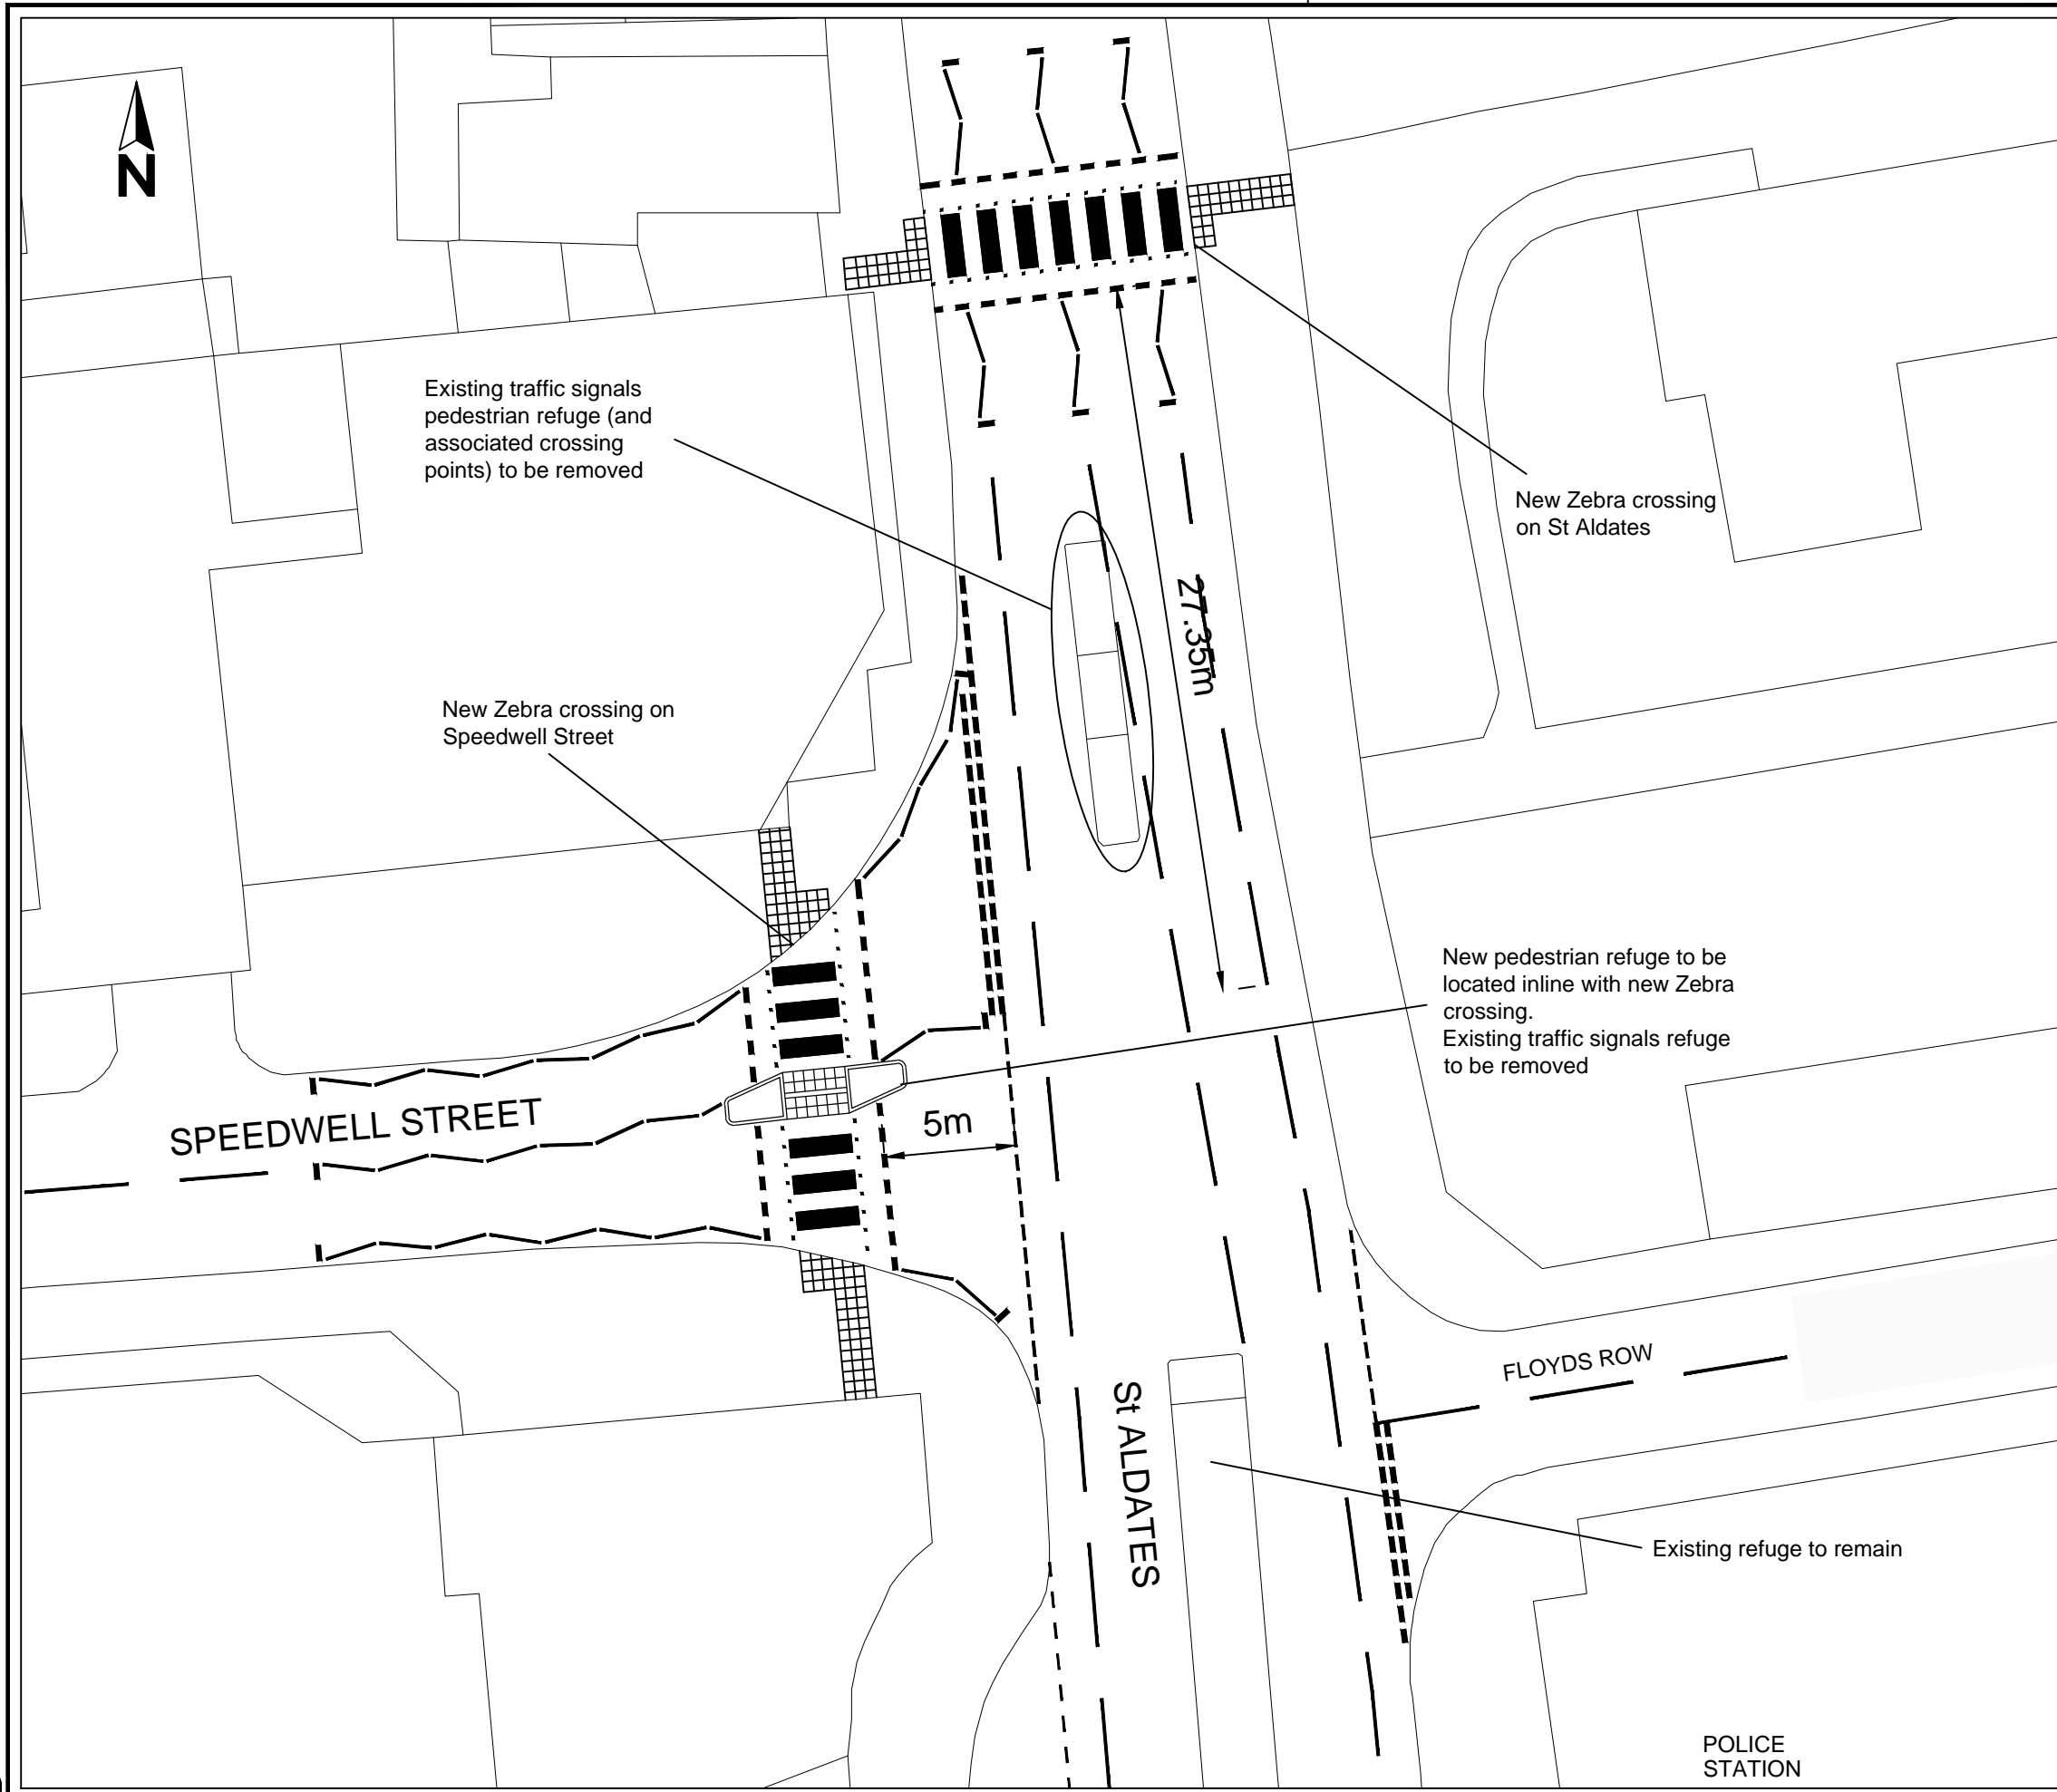 N
Existing traffic signals
pedestrian refuge (and
associated crossing
points) to be removed
New Zebra crossing
on St Aldates
27.35m
New Zebra crossing on
Speedwell Street
New pedestrian refuge to be
located inline with new Zebra
crossing.
Existing traffic signals refuge
to be removed
SPEEDWELL STREET
5m
FLOYDS ROW
St ALDATES
Existing refuge to remain
POLICE
STATION